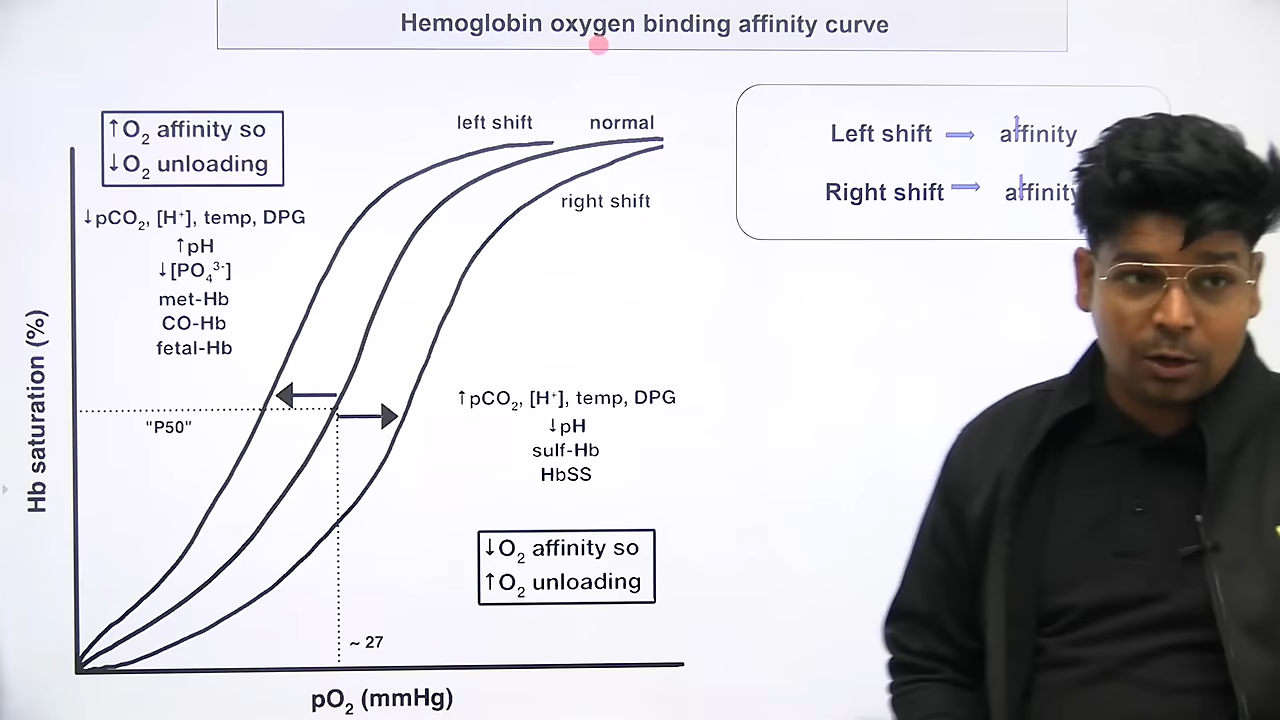 Hemoglobin oxygen binding affinity curve
↑O₂ affinity so
↓O₂ unloading
↓pCO₂, [H⁺], temp, DPG
↑pH
↓[PO₄³⁻]
met-Hb
CO-Hb
fetal-Hb
left shift
normal
right shift
Left shift → affinity
Right shift → affinity
"P50"
↑pCO₂, [H⁺], temp, DPG
↓pH
sulf-Hb
HbSS
↓O₂ affinity so
↑O₂ unloading
~ 27
Hb saturation (%)
pO₂ (mmHg)